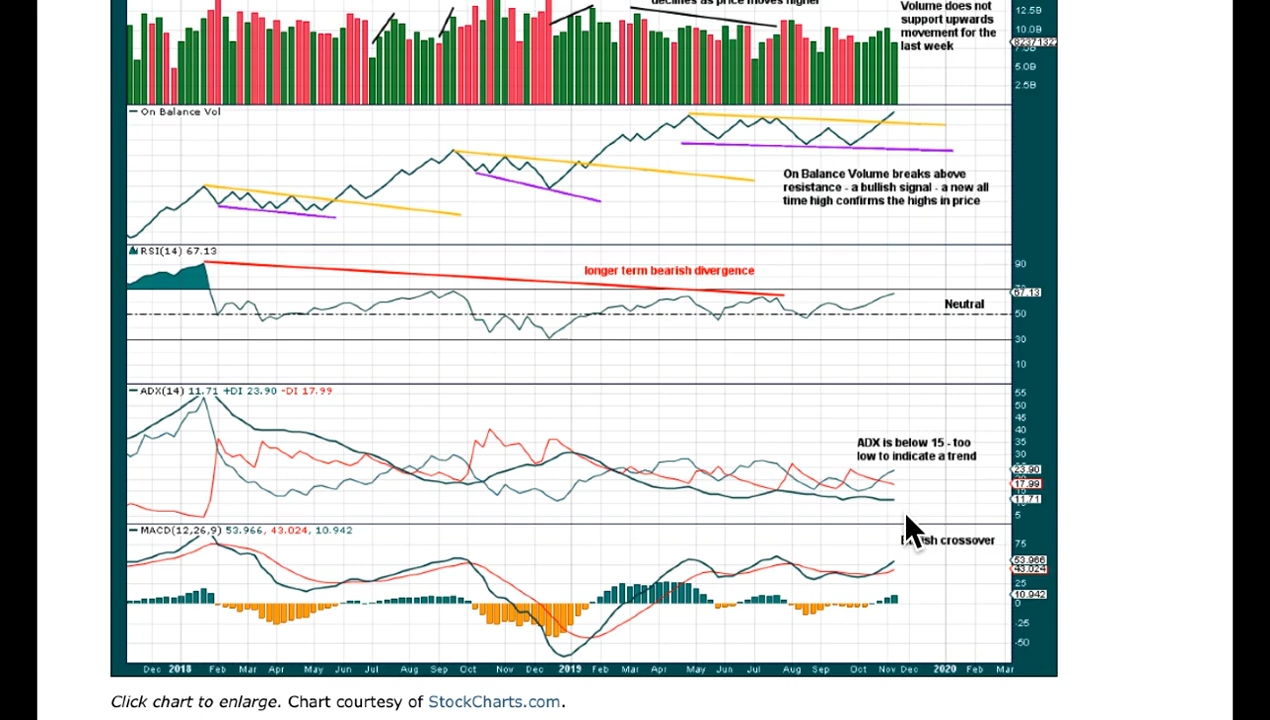 declines as price moves higher
Volume does not
support upwards
movement for the
last week
12.5B
10.0B
5.0B
2.5B
On Balance Vol
On Balance Volume breaks above
resistance - a bullish signal - a new all
time high confirms the highs in price
RSI(14) 67.13
longer term bearish divergence
Neutral
90
67.13
50
30
10
ADX(14) 11.71 +DI 23.90 -DI 17.99
ADX is below 15 - too
low to indicate a trend
55
50
45
40
35
30
23.90
17.99
11.71
5
MACD(12,26,9) 53.966, 43.024, 10.942
crossover
75
53.966
43.024
25
10.942
0
-25
-50
Dec 2018 Feb Mar Apr May Jun Jul Aug Sep Oct Nov Dec 2019 Feb Mar Apr May Jun Jul Aug Sep Oct Nov Dec 2020 Feb Mar
Click chart to enlarge. Chart courtesy of StockCharts.com.